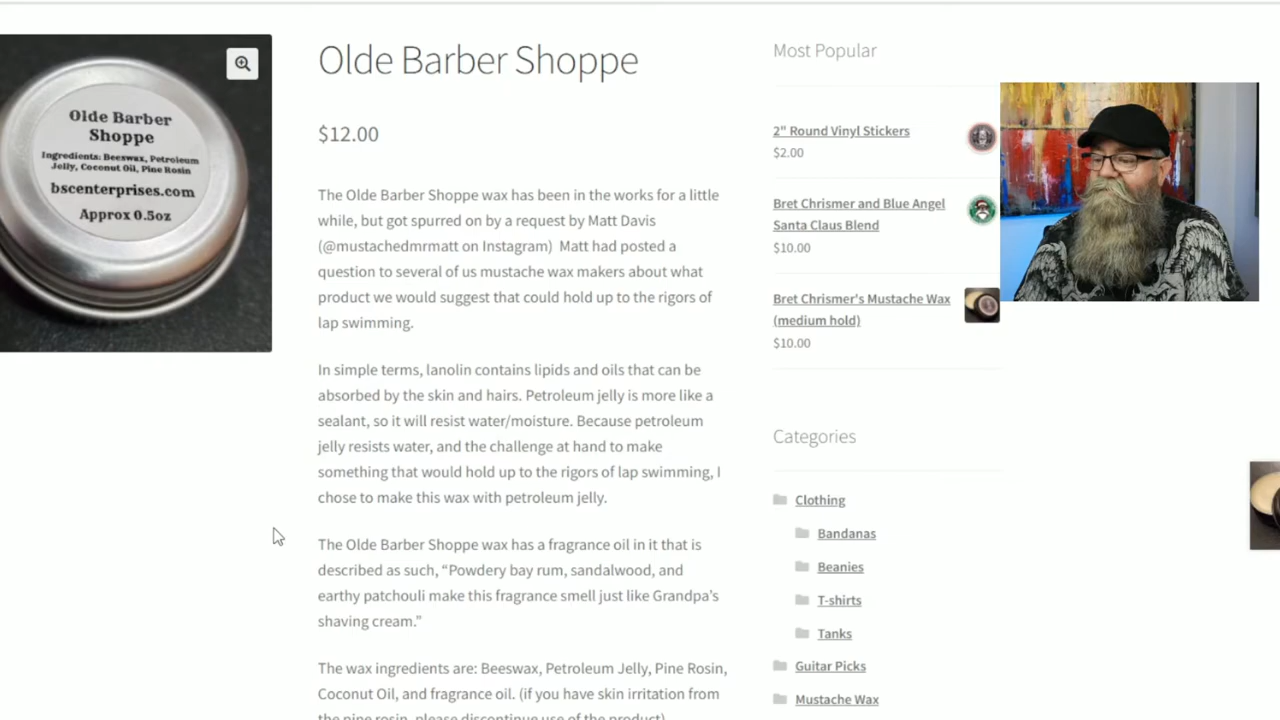 Olde Barber
Shoppe
Ingredients: Beeswax, Petroleum
Jelly, Coconut Oil, Pine Rosin
bscenterprises.com
Approx 0.5oz
Olde Barber Shoppe
$12.00
The Olde Barber Shoppe wax has been in the works for a little
while, but got spurred on by a request by Matt Davis
(@mustachedmrmatt on Instagram)  Matt had posted a
question to several of us mustache wax makers about what
product we would suggest that could hold up to the rigors of
lap swimming.
In simple terms, lanolin contains lipids and oils that can be
absorbed by the skin and hairs. Petroleum jelly is more like a
sealant, so it will resist water/moisture. Because petroleum
jelly resists water, and the challenge at hand to make
something that would hold up to the rigors of lap swimming, I
chose to make this wax with petroleum jelly.
The Olde Barber Shoppe wax has a fragrance oil in it that is
described as such, “Powdery bay rum, sandalwood, and
earthy patchouli make this fragrance smell just like Grandpa’s
shaving cream.”
The wax ingredients are: Beeswax, Petroleum Jelly, Pine Rosin,
Coconut Oil, and fragrance oil. (if you have skin irritation from
the pine rosin, please discontinue use of the product)
Most Popular
2" Round Vinyl Stickers
$2.00
Bret Chrismer and Blue Angel
Santa Claus Blend
$10.00
Bret Chrismer's Mustache Wax
(medium hold)
$10.00
Categories
Clothing
Bandanas
Beanies
T-shirts
Tanks
Guitar Picks
Mustache Wax